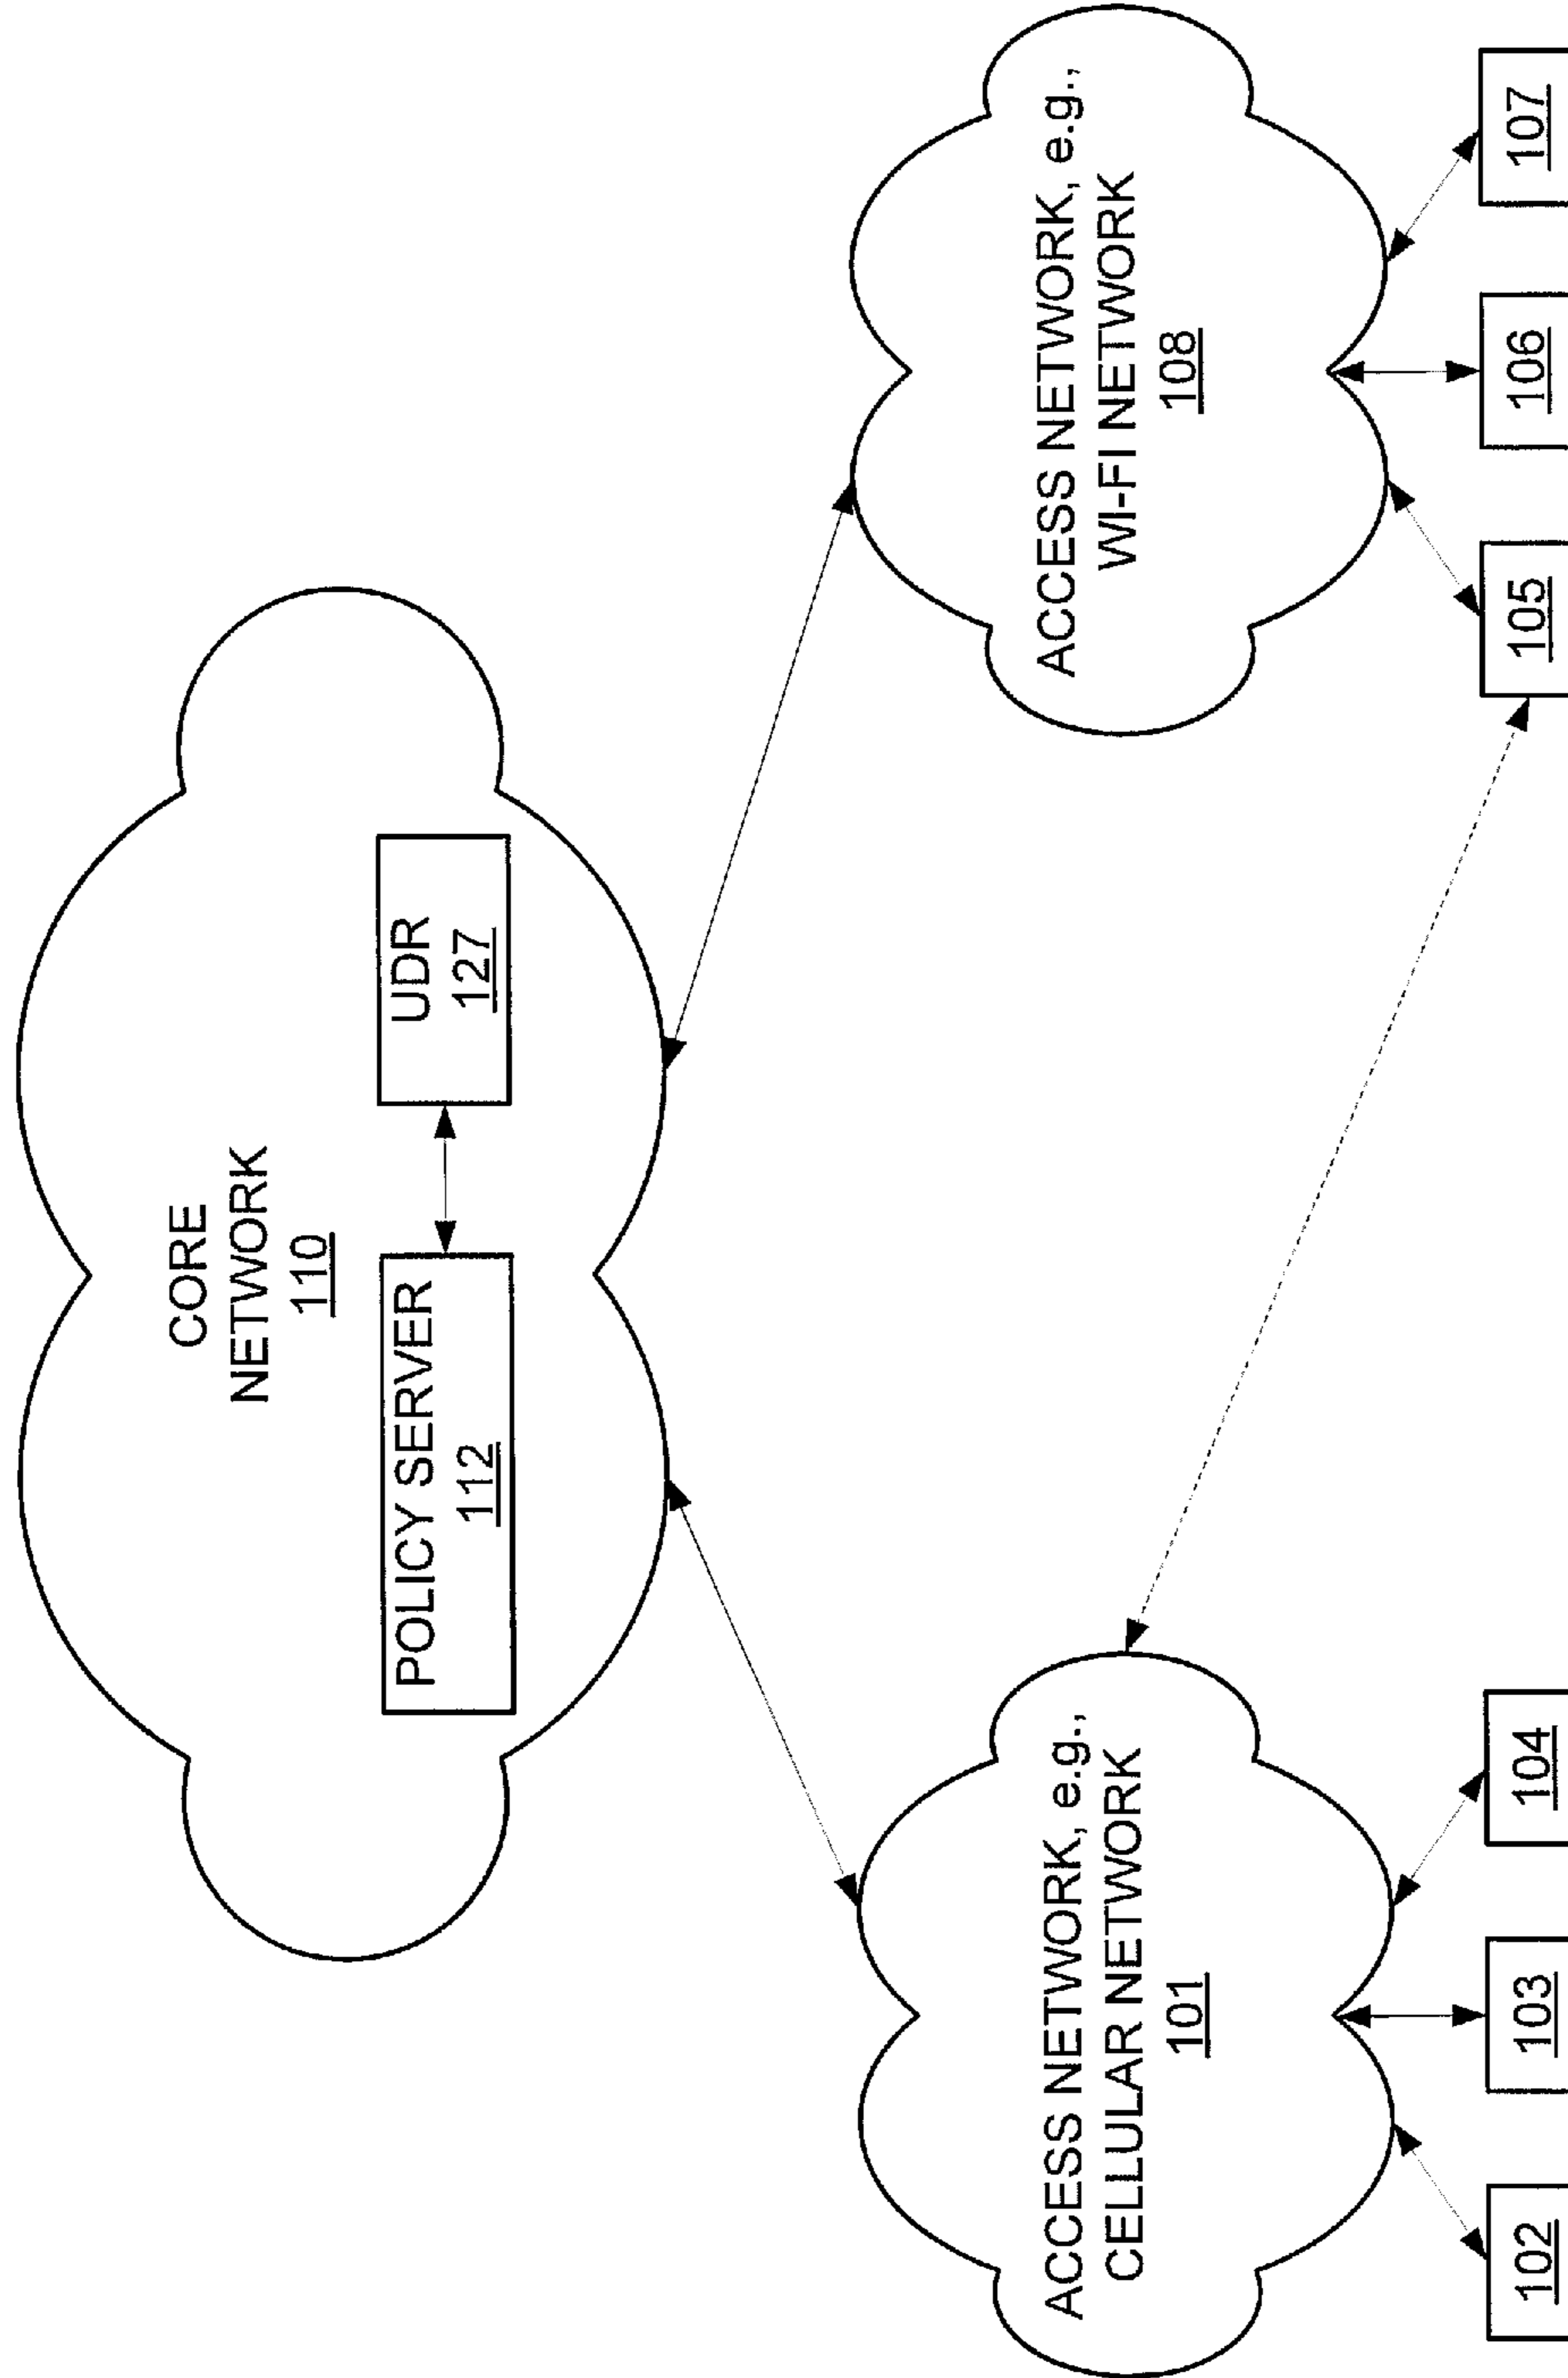 CORE
NETWORK
110
POLICY SERVER
112
UDR
127
ACCESS NETWORK, e.g.,
CELLULAR NETWORK
101
ACCESS NETWORK, e.g.,
WI-FI NETWORK
108
102
103
104
105
106
107